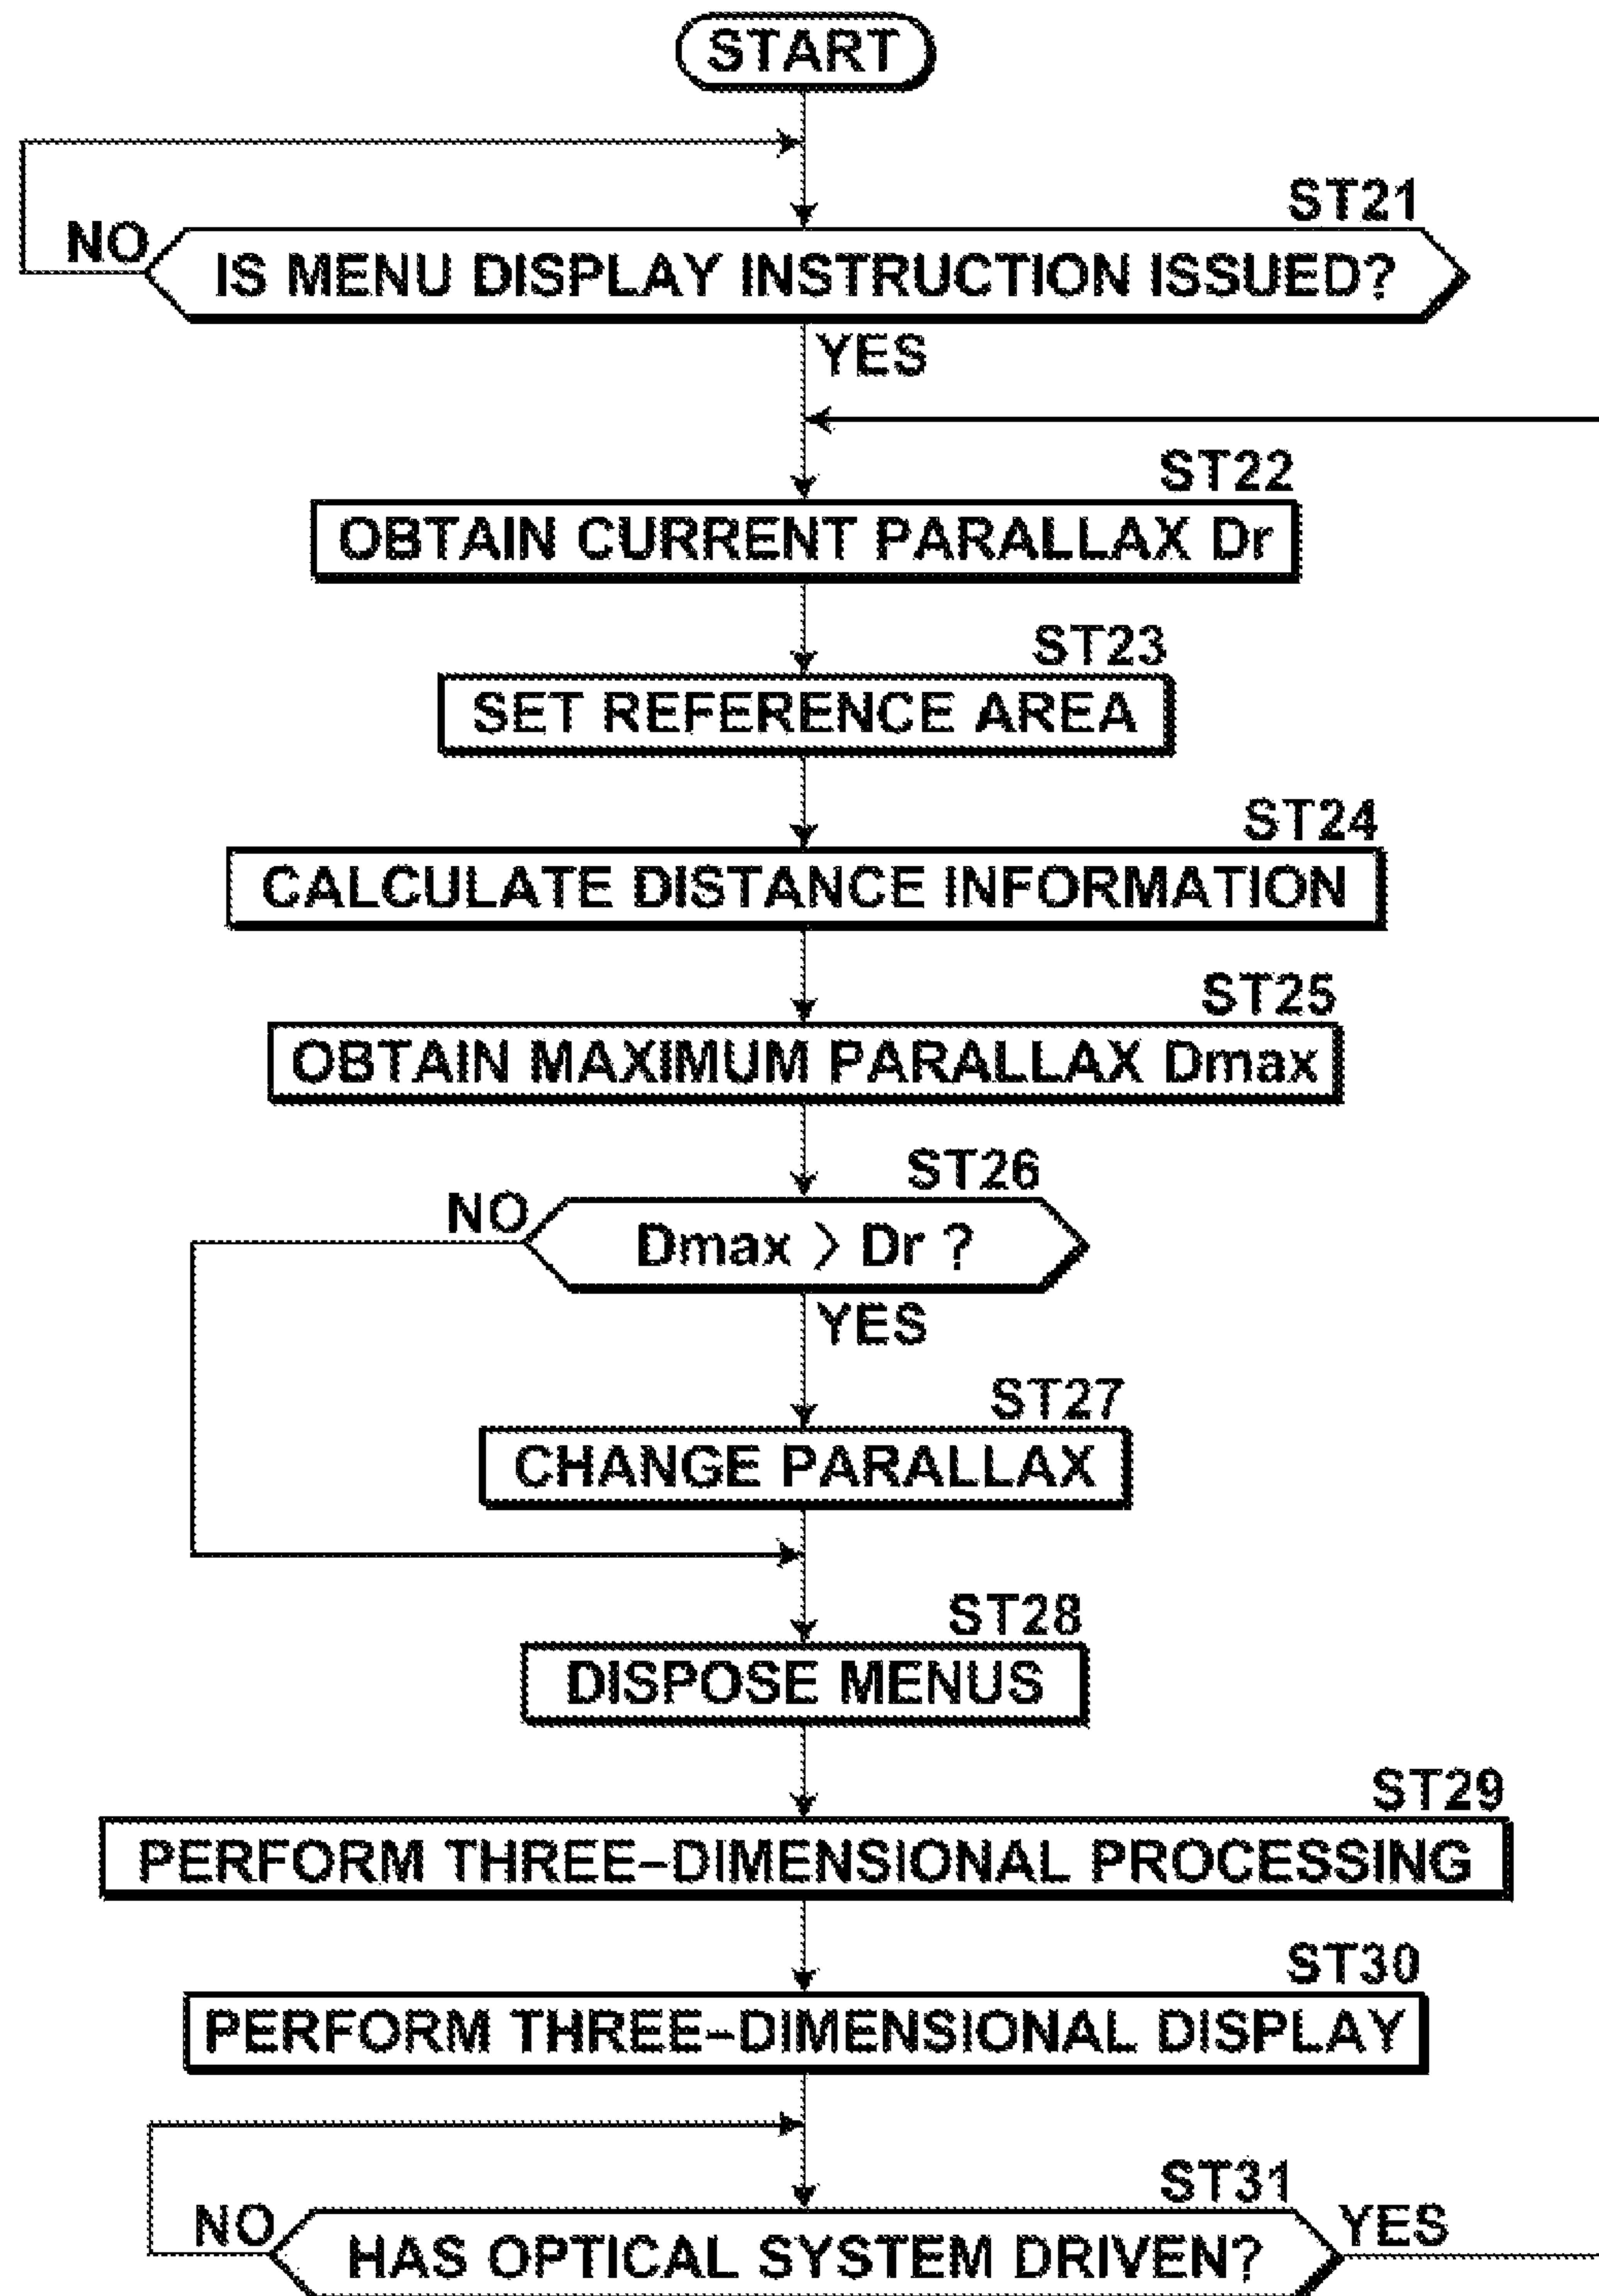 START
ST21
NO
IS MENU DISPLAY INSTRUCTION ISSUED?
YES
ST22
OBTAIN CURRENT PARALLAX Dr
ST23
SET REFERENCE AREA
ST24
CALCULATE DISTANCE INFORMATION
ST25
OBTAIN MAXIMUM PARALLAX Dmax
ST26
NO
Dmax > Dr ?
YES
ST27
CHANGE PARALLAX
ST28
DISPOSE MENUS
ST29
PERFORM THREE-DIMENSIONAL PROCESSING
ST30
PERFORM THREE-DIMENSIONAL DISPLAY
ST31
NO
HAS OPTICAL SYSTEM DRIVEN?
YES